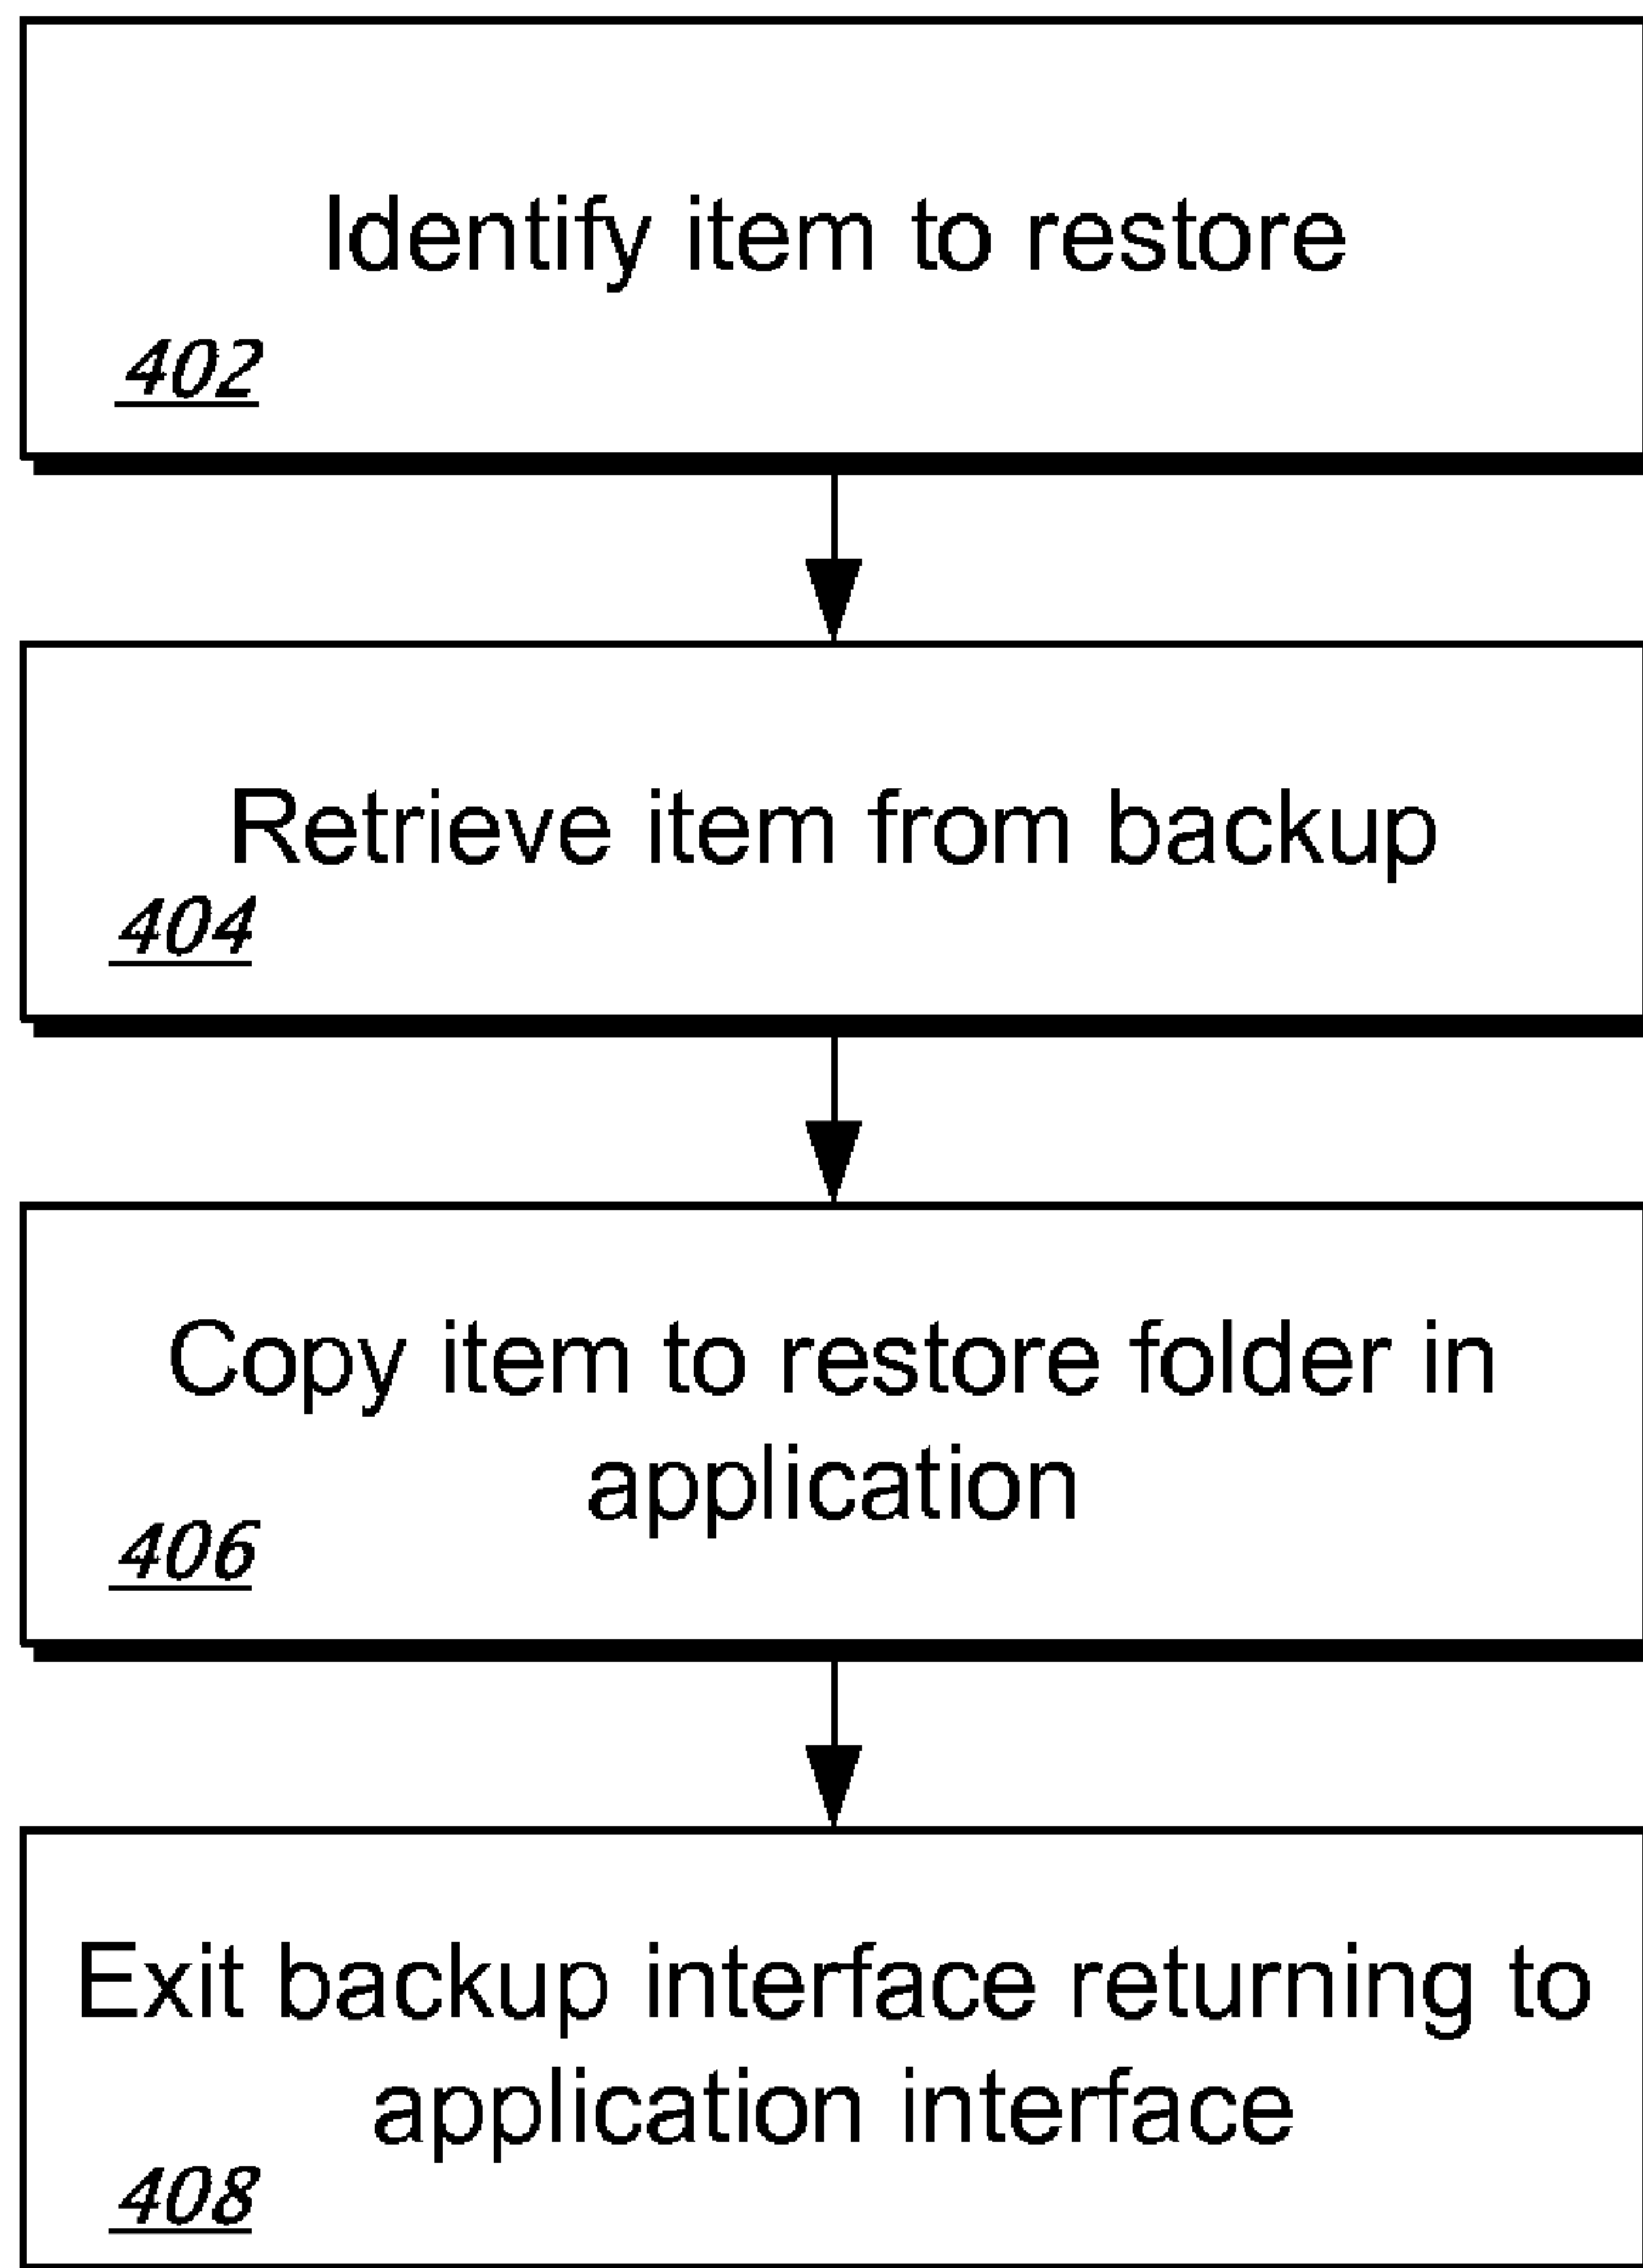 Identify item to restore
402
Retrieve item from backup
404
Copy item to restore folder in
application
406
Exit backup interface returning to
application interface
408